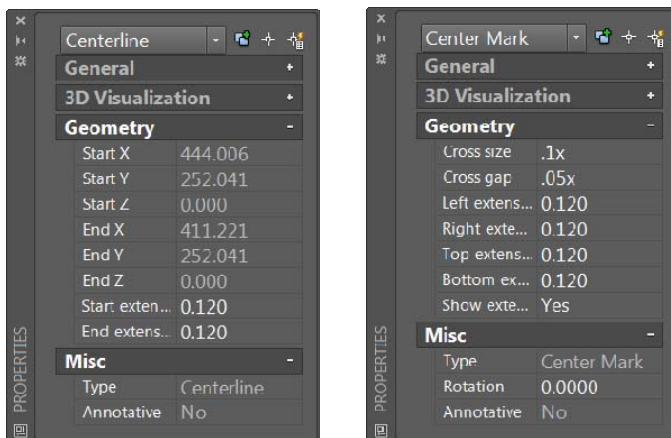 Centerline
General +
3D Visualization +
Geometry -
Start X 444.006
Start Y 252.041
Start Z 0.000
End X 411.221
End Y 252.041
End Z 0.000
Start exten... 0.120
End extens... 0.120
Misc -
Type Centerline
Annotative No
PROPERTIES
Center Mark
General +
3D Visualization +
Geometry -
Cross size .1x
Cross gap .05x
Left extens... 0.120
Right exte... 0.120
Top extens... 0.120
Bottom ex... 0.120
Show exte... Yes
Misc -
Type Center Mark
Rotation 0.0000
Annotative No
PROPERTIES